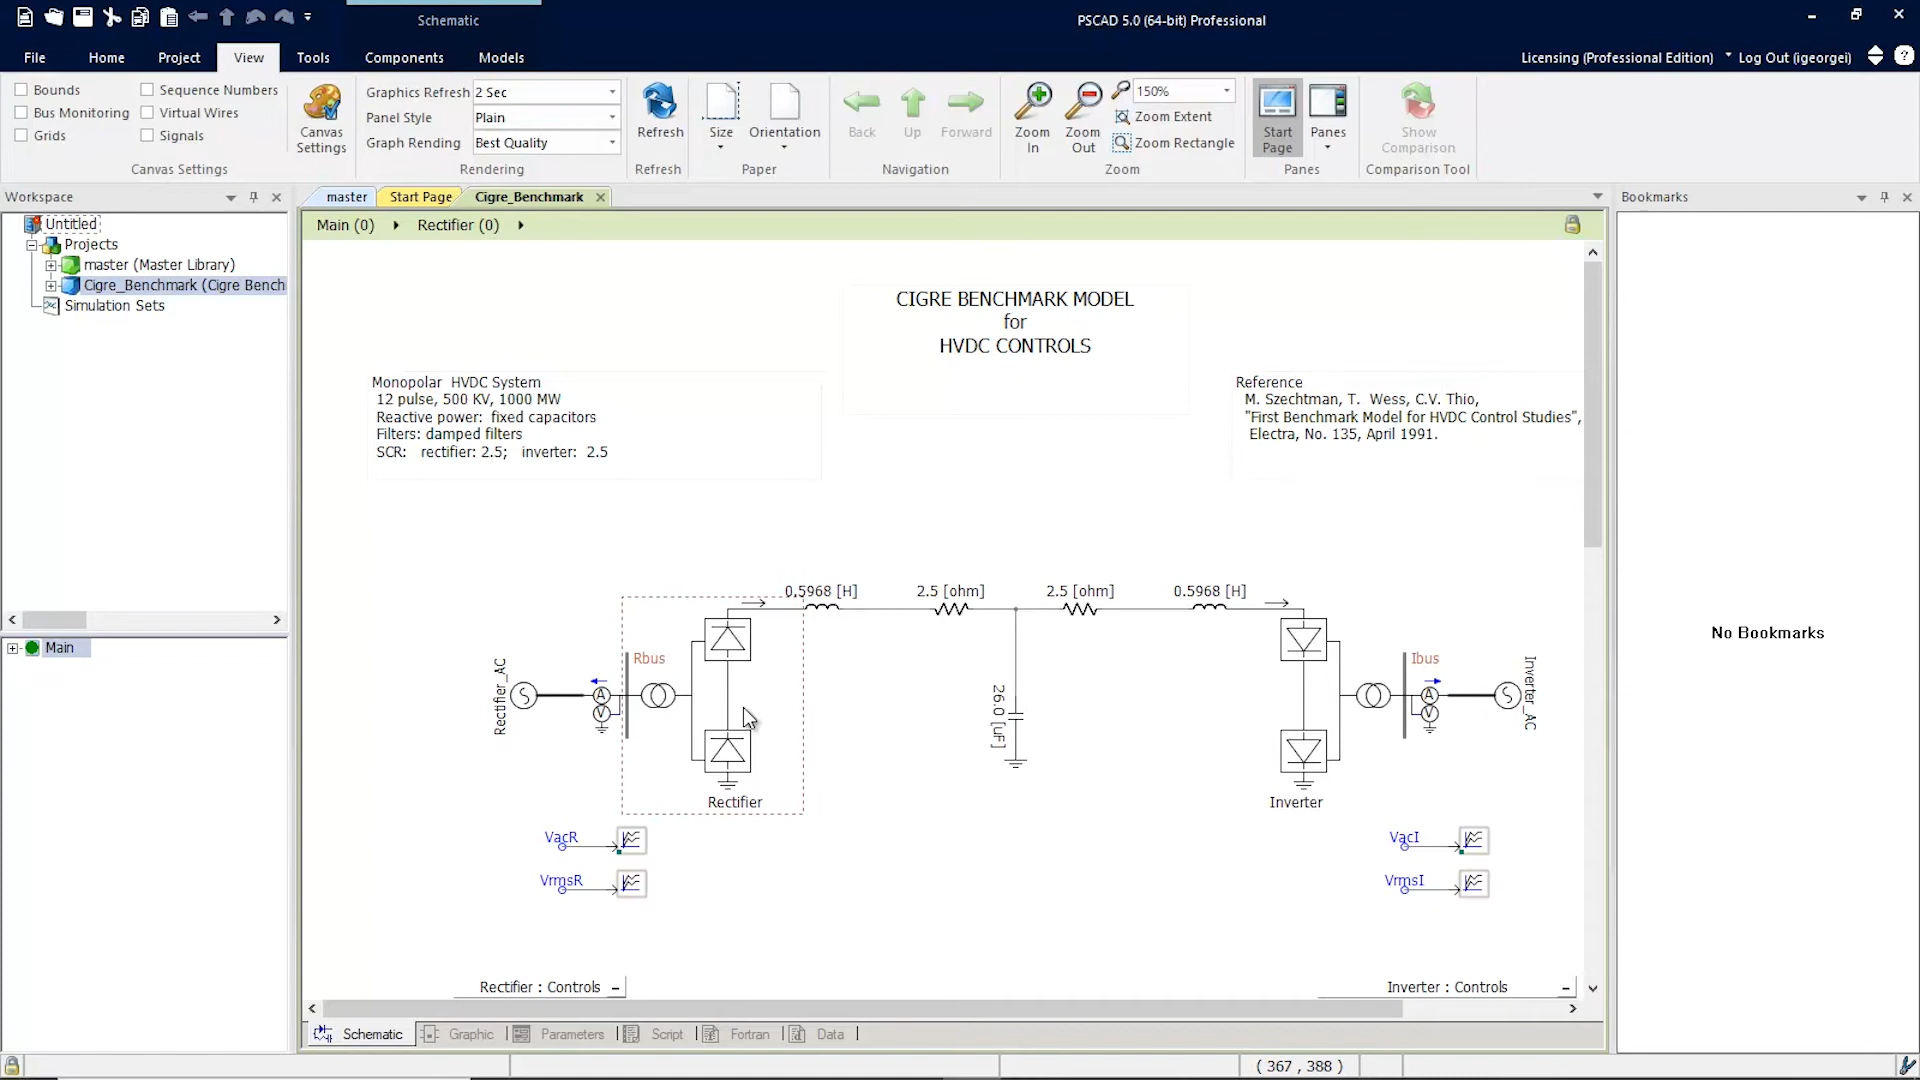 Schematic
PSCAD 5.0 (64-bit) Professional
File Home Project View Tools Components Models
Licensing (Professional Edition) Log Out (igeorgei)
Bounds
Bus Monitoring
Grids
Sequence Numbers
Virtual Wires
Signals
Canvas
Settings
Canvas Settings
Graphics Refresh 2 Sec
Panel Style Plain
Graph Rendering Best Quality
Rendering
Refresh
Refresh
Size Orientation
Paper
Back Up Forward
Navigation
Zoom
In
Zoom
Out
150%
Zoom Extent
Zoom Rectangle
Zoom
Start
Page
Panes
Panes
Show
Comparison
Comparison Tool
Workspace
Untitled
Projects
master (Master Library)
Cigre_Benchmark (Cigre Bench
Simulation Sets
Main
master Start Page Cigre_Benchmark
Main (0) Rectifier (0)
CIGRE BENCHMARK MODEL
for
HVDC CONTROLS
Monopolar HVDC System
12 pulse, 500 KV, 1000 MW
Reactive power: fixed capacitors
Filters: damped filters
SCR: rectifier: 2.5; inverter: 2.5
Reference
M. Szechtman, T. Wess, C.V. Thio,
"First Benchmark Model for HVDC Control Studies",
Electra, No. 135, April 1991.
0.5968 [H] 2.5 [ohm] 2.5 [ohm] 0.5968 [H]
Rectifier_AC
S
A
V
Rbus
26.0 [uF]
Ibus
A
V
S
Inverter_AC
Rectifier
Inverter
VacR
VrmsR
VacI
VrmsI
Rectifier : Controls
Inverter : Controls
Schematic Graphic Parameters Script Fortran Data
Bookmarks
No Bookmarks
( 367 , 388 )